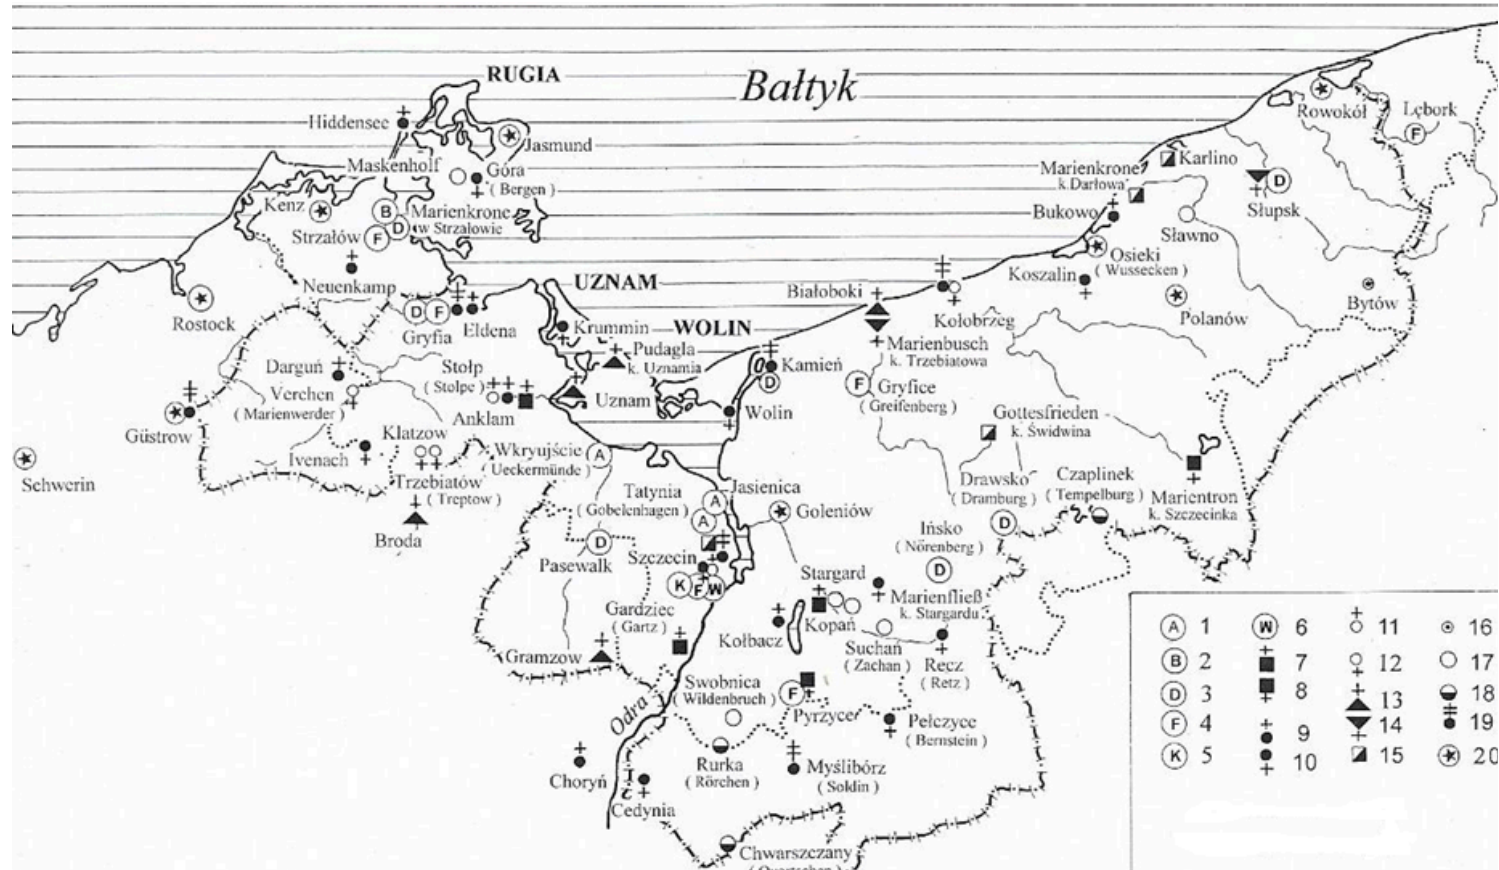 RUGIA
Bałtyk
Hiddensee
Jasmund
Maskenholf
Góra
( Bergen )
Kenz
B
D
F
Marienkrone
w Strzałowie
Strzałów
Neuenkamp
Rostock
D
F
Gryfia
Eldena
UZNAM
Krummin
WOLIN
Pudagla
k. Uznamia
Uznam
Kamień
D
Wolin
Darguń
Verchen
( Marienwerder )
Stołp
( Stolpe )
Anklam
Güstrow
Schwerin
Ivenach
Klatzow
Trzebiatów
( Treptow )
Broda
Wkryujście
( Ueckermünde )
A
Tatynia
( Gobelenhagen )
A
A
Jasienica
Goleniów
D
Pasewalk
Szczecin
K
F
W
Gardziec
( Gartz )
Gramzow
Odra
Rowokół
Lębork
F
Marienkrone
k Darłowa
Karlino
Bukowo
D
Słupsk
Sławno
Osieki
( Wussecken )
Koszalin
Polanów
Bytów
Białoboki
Kołobrzeg
Marienbusch
k. Trzebiatowa
F
Gryfice
( Greifenberg )
Gottesfrieden
k. Świdwina
Drawsko
( Dramburg )
D
Czaplinek
( Tempelburg )
Marientron
k. Szczecinka
Ińsko
( Nörenberg )
D
Stargard
Kopań
Marienfließ
k. Stargardu
Kołbacz
Suchań
( Zachan )
Recz
( Retz )
Swobnica
( Wildenbruch )
F
Pyrzyce
Pełczyce
( Bernstein )
Rurka
( Rörchen )
Myślibórz
( Soldin )
Choryń
Cedynia
Chwarszczany
A 1
B 2
D 3
F 4
K 5
W 6
7
8
9
10
11
12
13
14
15
16
17
18
19
20